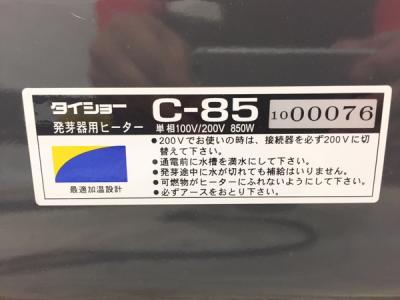 タイショー
C-85
10 00076
発芽器用ヒーター 単相100V/200V 850W
●200Vでお使いの時は、接続器を必ず200Vに切
替えて下さい。
●通電前に水槽を満水にして下さい。
●発芽途中に水が切れても補給はいりません。
●可燃物がヒーターにふれないようにして下さい。
●必ずアースをおとり下さい。
最適加温設計